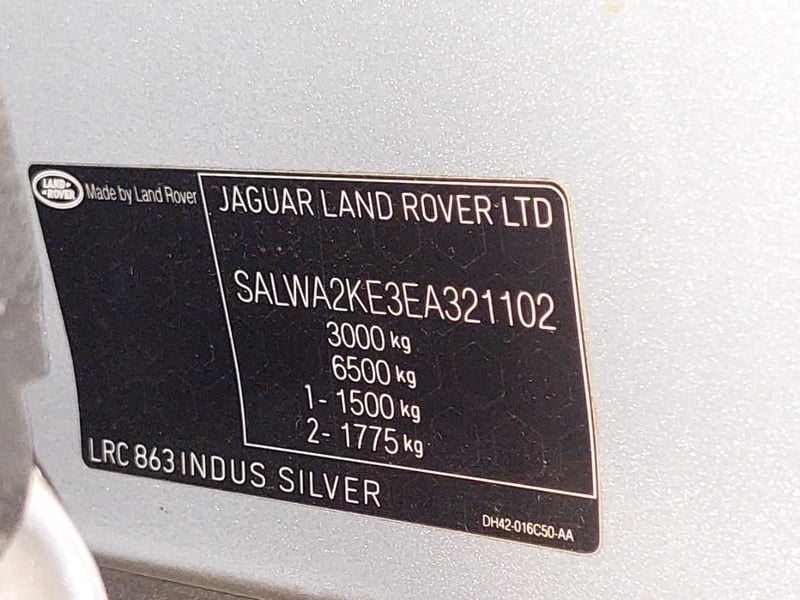 LAND
ROVER
Made by Land Rover
JAGUAR LAND ROVER LTD
SALWA2KE3EA321102
3000 kg
6500 kg
1- 1500 kg
2- 1775 kg
LRC 863 INDUS SILVER
DH42-016C50-AA